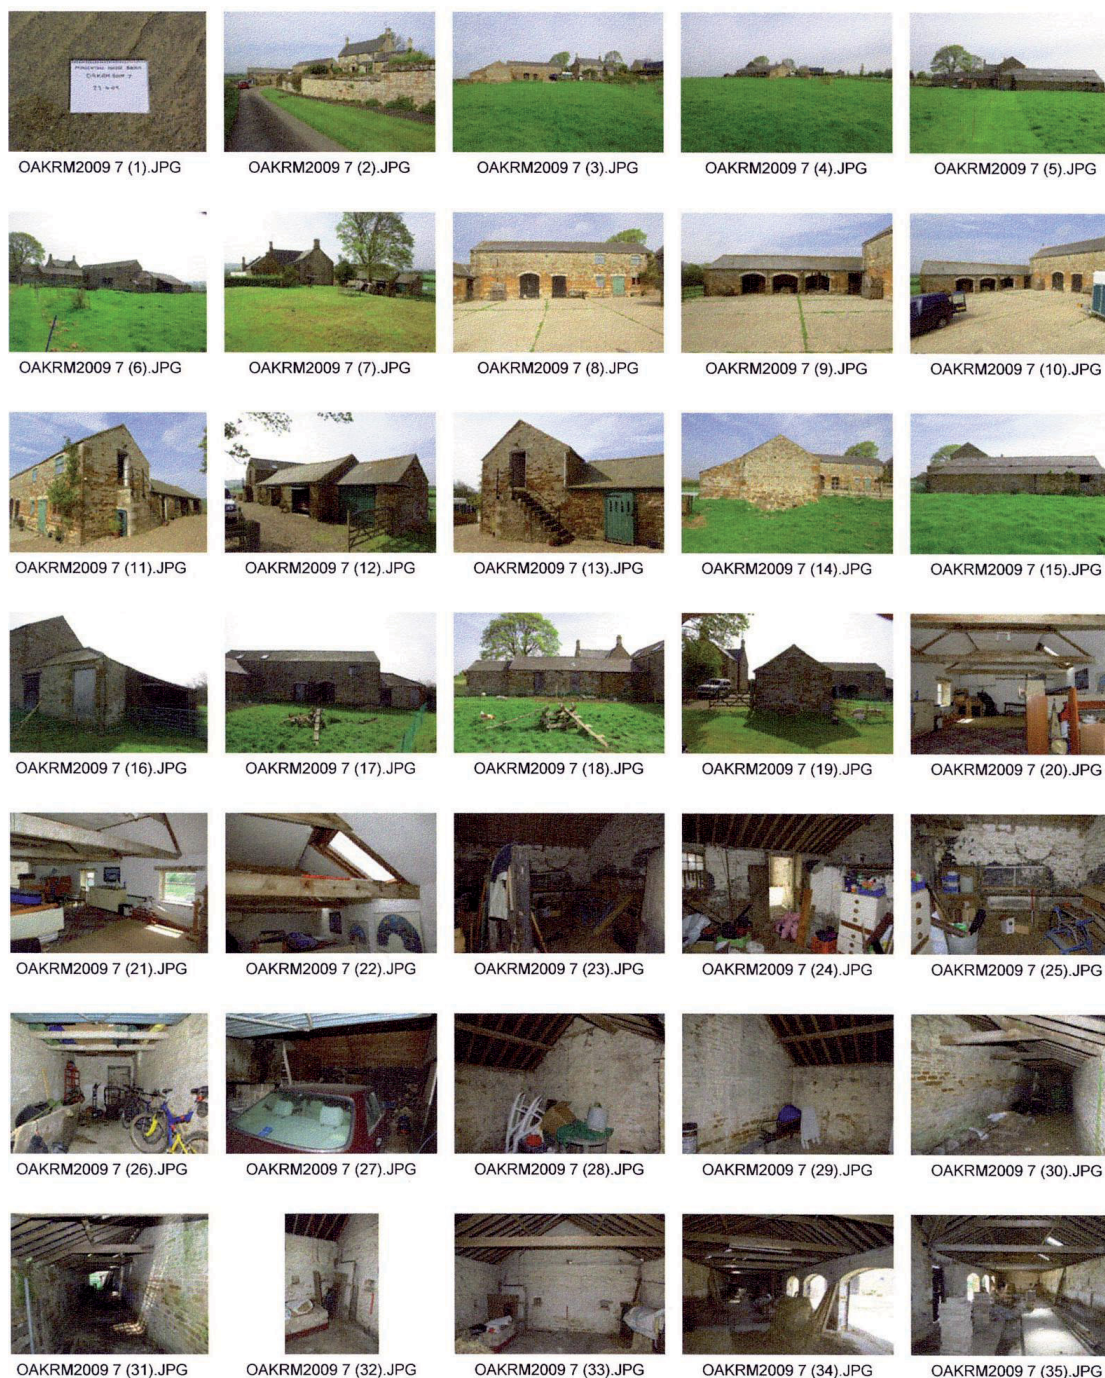 OAKRM2009 7 (1).JPG
OAKRM2009 7 (2).JPG
OAKRM2009 7 (3).JPG
OAKRM2009 7 (4).JPG
OAKRM2009 7 (5).JPG
OAKRM2009 7 (6).JPG
OAKRM2009 7 (7).JPG
OAKRM2009 7 (8).JPG
OAKRM2009 7 (9).JPG
OAKRM2009 7 (10).JPG
OAKRM2009 7 (11).JPG
OAKRM2009 7 (12).JPG
OAKRM2009 7 (13).JPG
OAKRM2009 7 (14).JPG
OAKRM2009 7 (15).JPG
OAKRM2009 7 (16).JPG
OAKRM2009 7 (17).JPG
OAKRM2009 7 (18).JPG
OAKRM2009 7 (19).JPG
OAKRM2009 7 (20).JPG
OAKRM2009 7 (21).JPG
OAKRM2009 7 (22).JPG
OAKRM2009 7 (23).JPG
OAKRM2009 7 (24).JPG
OAKRM2009 7 (25).JPG
OAKRM2009 7 (26).JPG
OAKRM2009 7 (27).JPG
OAKRM2009 7 (28).JPG
OAKRM2009 7 (29).JPG
OAKRM2009 7 (30).JPG
OAKRM2009 7 (31).JPG
OAKRM2009 7 (32).JPG
OAKRM2009 7 (33).JPG
OAKRM2009 7 (34).JPG
OAKRM2009 7 (35).JPG